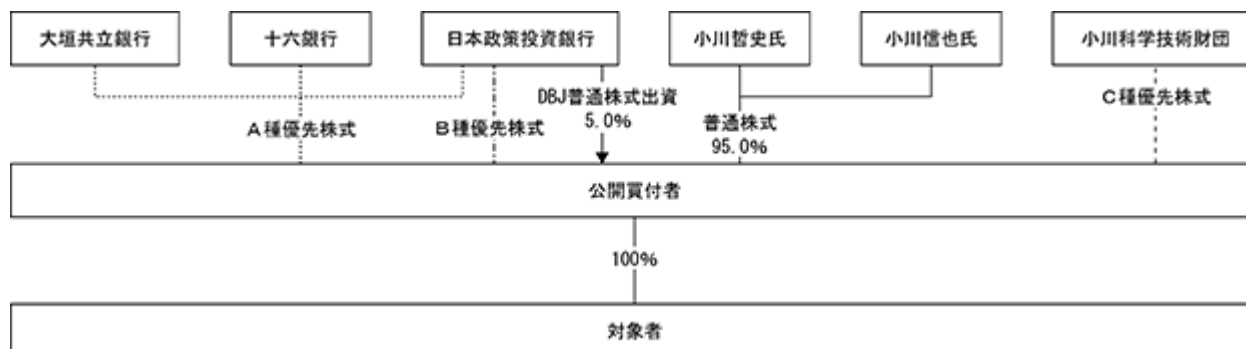 大垣共立銀行
十六銀行
日本政策投資銀行
小川哲史氏
小川信也氏
小川科学技術財団
A種優先株式
B種優先株式
DBJ普通株式出資
5.0%
普通株式
95.0%
C種優先株式
公開買付者
100%
対象者